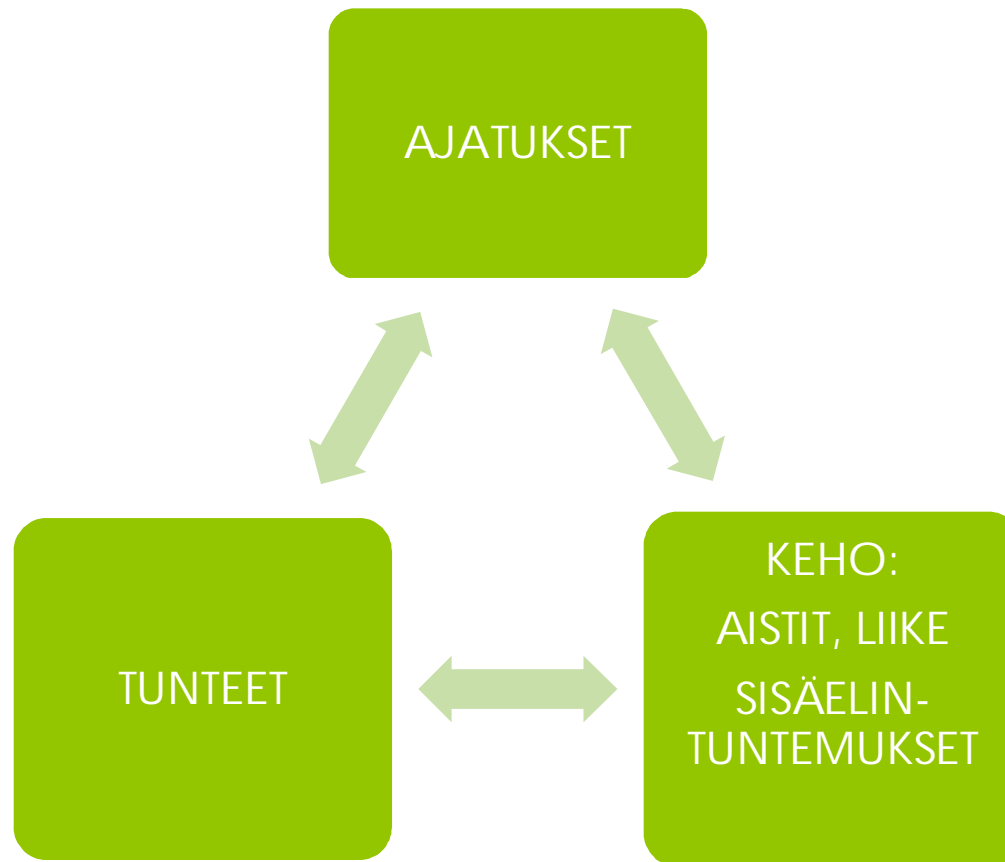 AJATUKSET
TUNTEET
KEHO:
AISTIT, LIIKE
SISÄELIN-
TUNTEMUKSET